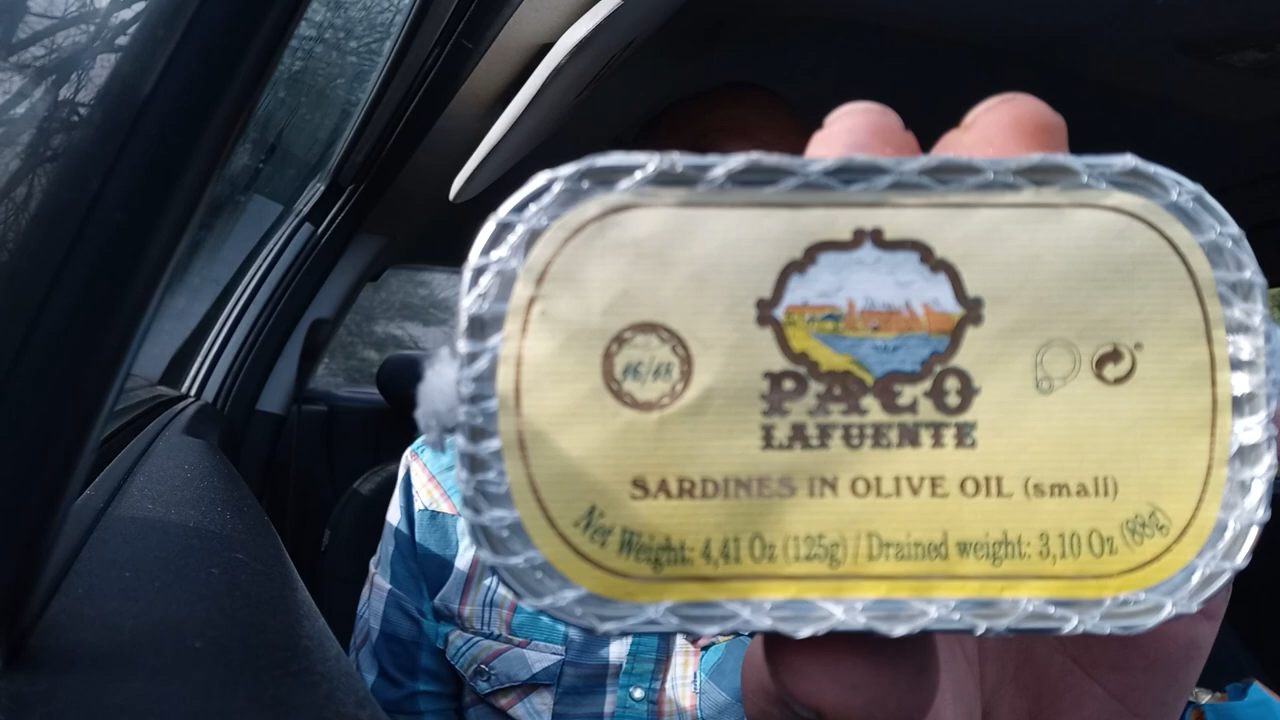 PACO
LAFUENTE
SARDINES IN OLIVE OIL (small)
Net Weight: 4,41 Oz (125g) / Drained weight: 3,10 Oz (88g)